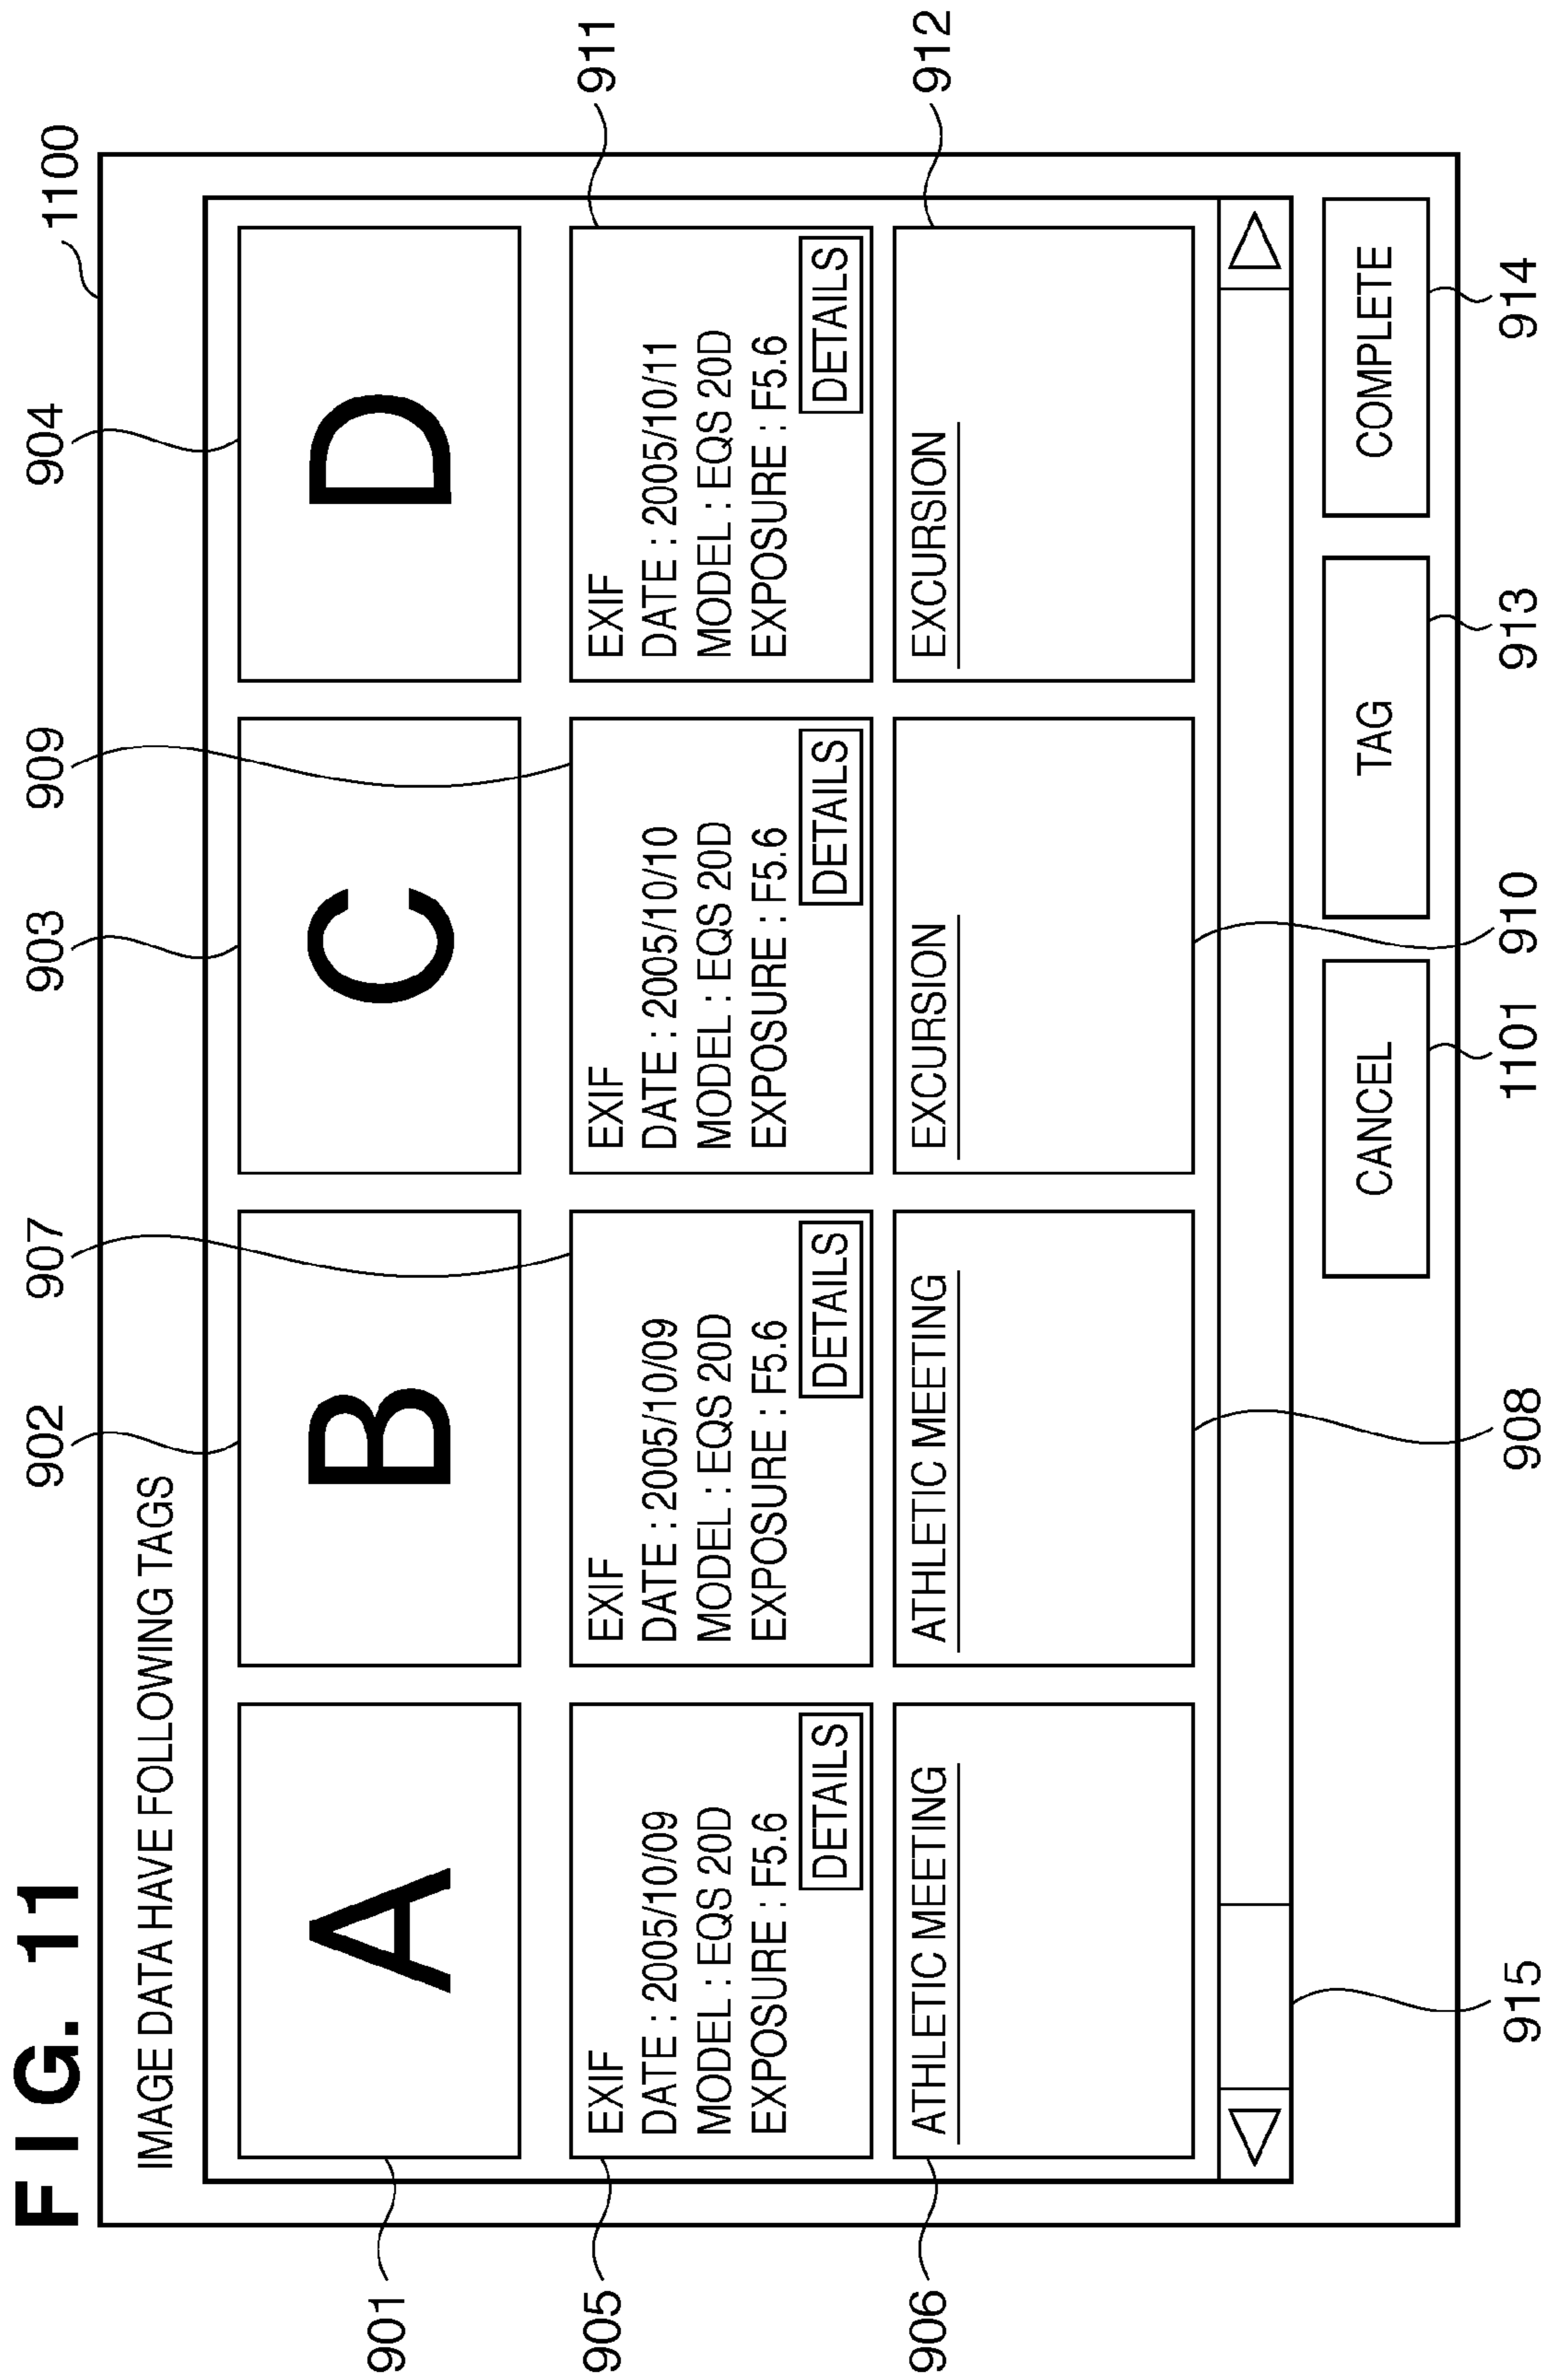 FIG. 11
1100
IMAGE DATA HAVE FOLLOWING TAGS
902
907
903
909
904
901
A
B
C
D
905
EXIF
DATE : 2005/10/09
MODEL : EQS 20D
EXPOSURE : F5.6
DETAILS
EXIF
DATE : 2005/10/09
MODEL : EQS 20D
EXPOSURE : F5.6
DETAILS
EXIF
DATE : 2005/10/10
MODEL : EQS 20D
EXPOSURE : F5.6
DETAILS
EXIF
DATE : 2005/10/11
MODEL : EQS 20D
EXPOSURE : F5.6
DETAILS
911
906
ATHLETIC MEETING
ATHLETIC MEETING
EXCURSION
EXCURSION
912
CANCEL
TAG
COMPLETE
915
908
1101
910
913
914